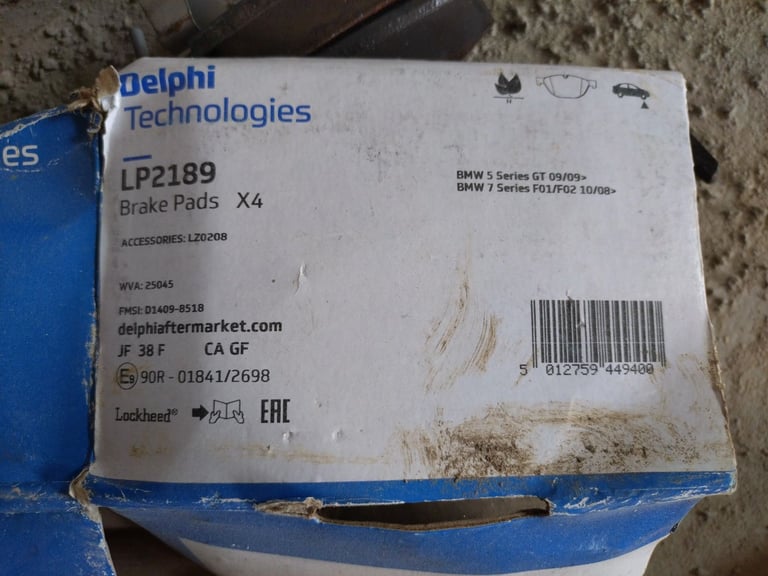 es
Delphi
Technologies
LP2189
Brake Pads X4
ACCESSORIES: LZ0208
WVA: 25045
FMSI: D1409-8518
delphiaftermarket.com
JF 38 F CA GF
E9 90R - 01841/2698
Lockheed® EAC
BMW 5 Series GT 09/09>
BMW 7 Series F01/F02 10/08>
5 012759 449400